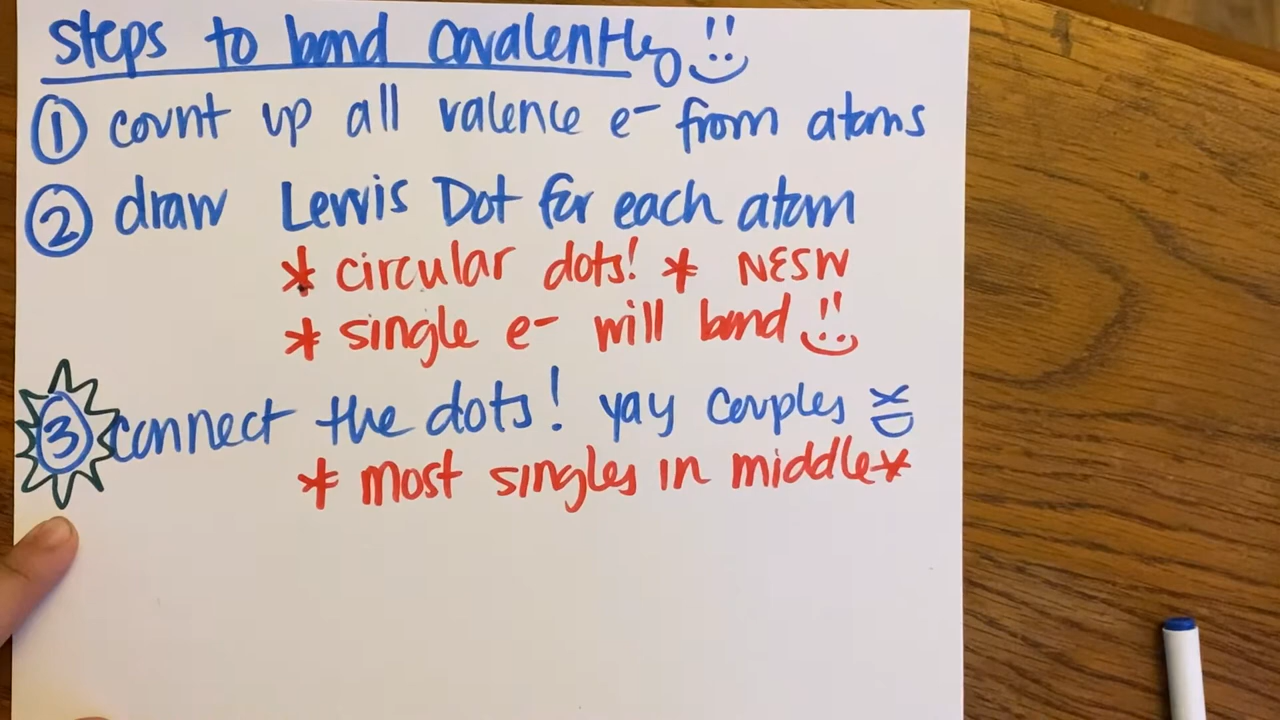 steps to bond covalently
① count up all valence e- from atoms
② draw Lewis Dot for each atom
* circular dots! * NESW
* single e- will bond
③ connect the dots! yay couples XD
* most singles in middle *